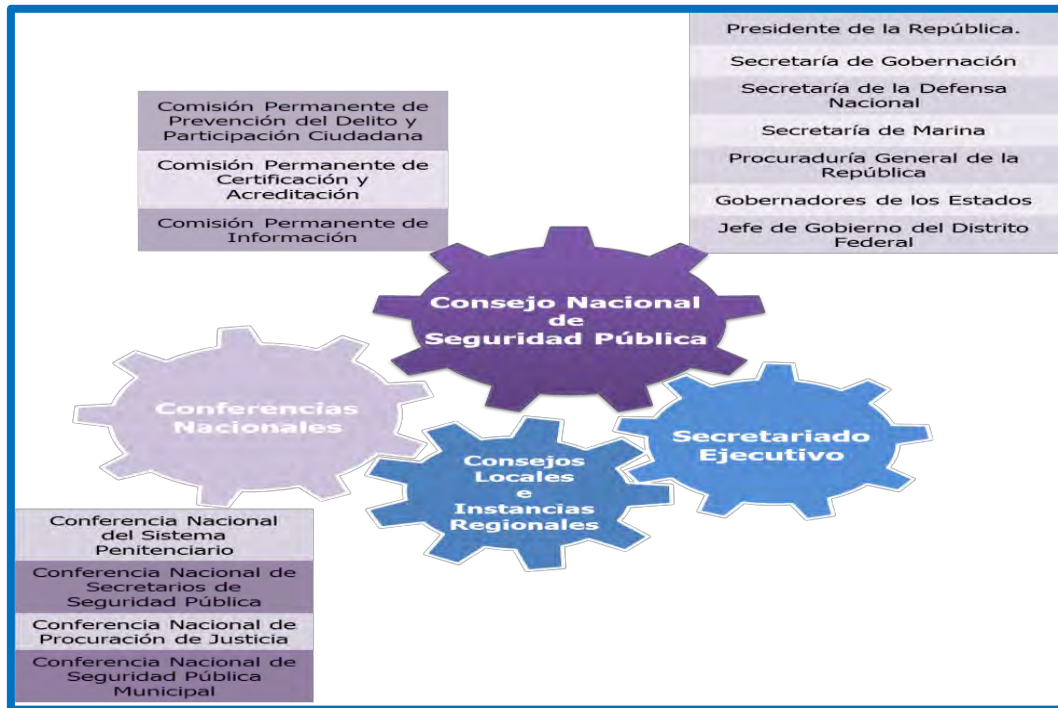 Presidente de la República.
Secretaría de Gobernación
Secretaría de la Defensa
Nacional
Secretaría de Marina
Procuraduría General de la
República
Gobernadores de los Estados
Jefe de Gobierno del Distrito
Federal
Comisión Permanente de
Prevención del Delito y
Participación Ciudadana
Comisión Permanente de
Certificación y
Acreditación
Comisión Permanente de
Información
Consejo Nacional
de
Seguridad Pública
Conferencias
Nacionales
Secretariado
Ejecutivo
Consejos
Locales
e
Instancias
Regionales
Conferencia Nacional
del Sistema
Penitenciario
Conferencia Nacional de
Secretarios de
Seguridad Pública
Conferencia Nacional de
Procuración de Justicia
Conferencia Nacional de
Seguridad Pública
Municipal